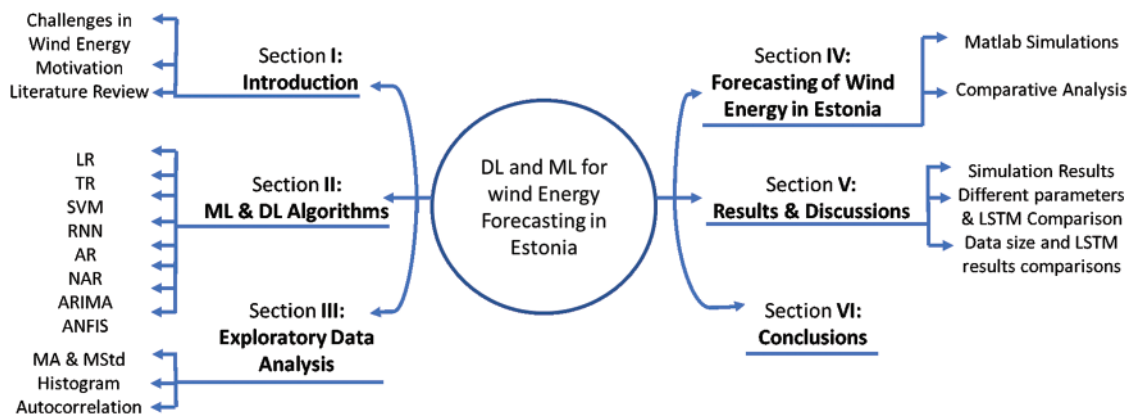 Challenges in
Wind Energy
Motivation
Literature Review
Section I:
Introduction
LR
TR
SVM
RNN
AR
NAR
ARIMA
ANFIS
Section II:
ML & DL Algorithms
MA & MStd
Histogram
Autocorrelation
Section III:
Exploratory Data
Analysis
DL and ML for
wind Energy
Forecasting in
Estonia
Section IV:
Forecasting of Wind
Energy in Estonia
Matlab Simulations
Comparative Analysis
Section V:
Results & Discussions
Simulation Results
Different parameters
& LSTM Comparison
Data size and LSTM
results comparisons
Section VI:
Conclusions